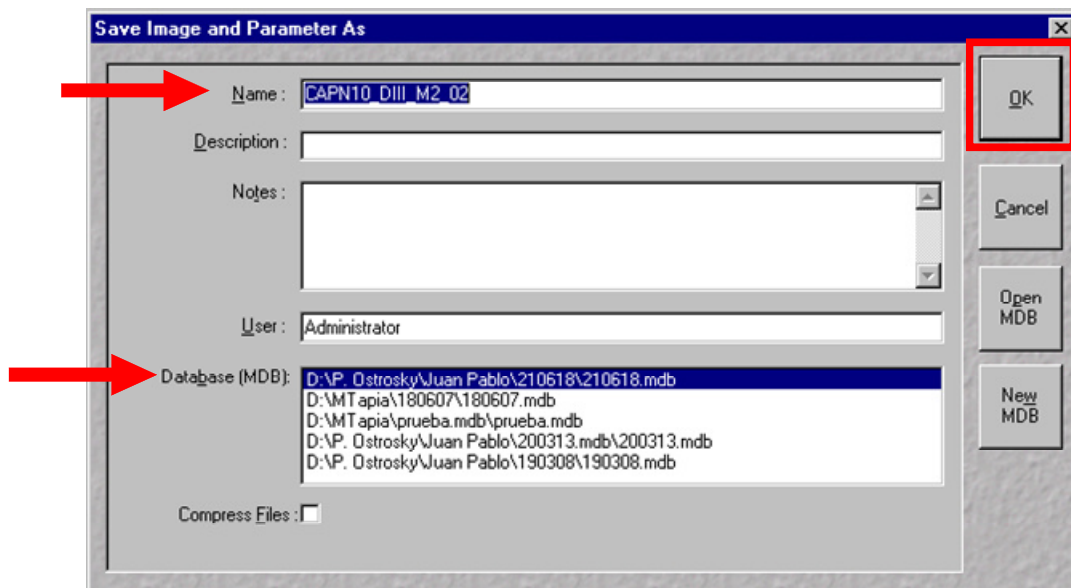 Save Image and Parameter As
Name : CAPN10_DIII_M2_02
OK
Description :
Notes :
Cancel
Open
MDB
User : Administrator
Database (MDB): D:\P. Ostrosky\Juan Pablo\210618\210618.mdb
D:\MTapia\180607\180607.mdb
D:\MTapia\prueba.mdb\prueba.mdb
D:\P. Ostrosky\Juan Pablo\200313.mdb\200313.mdb
D:\P. Ostrosky\Juan Pablo\190308\190308.mdb
New
MDB
Compress Files :